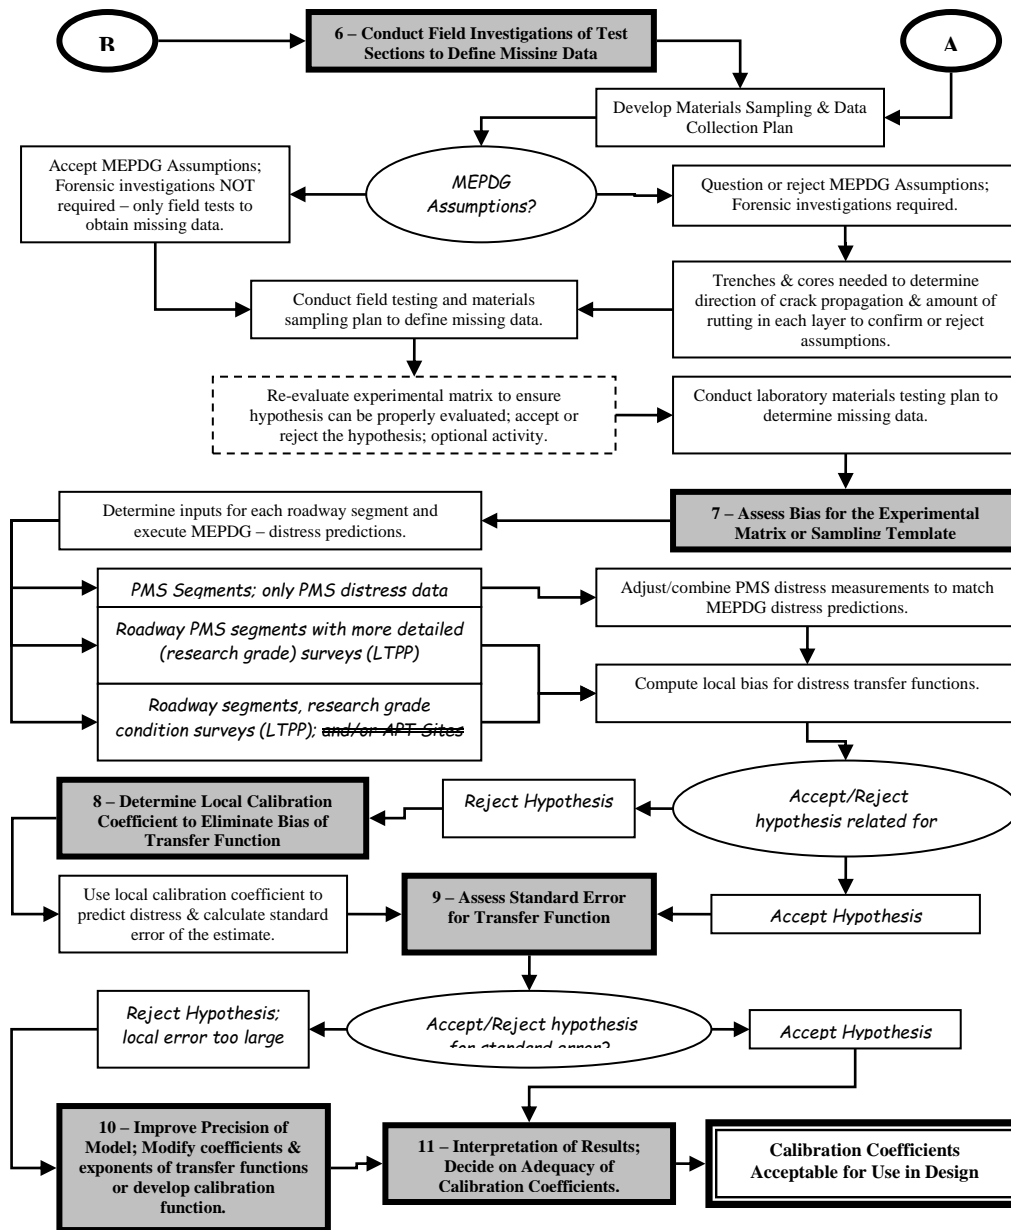 B
6 – Conduct Field Investigations of Test
Sections to Define Missing Data
A
Develop Materials Sampling & Data
Collection Plan
Accept MEPDG Assumptions;
Forensic investigations NOT
required – only field tests to
obtain missing data.
MEPDG
Assumptions?
Question or reject MEPDG Assumptions;
Forensic investigations required.
Conduct field testing and materials
sampling plan to define missing data.
Trenches & cores needed to determine
direction of crack propagation & amount of
rutting in each layer to confirm or reject
assumptions.
Re-evaluate experimental matrix to ensure
hypothesis can be properly evaluated; accept or
reject the hypothesis; optional activity.
Conduct laboratory materials testing plan to
determine missing data.
Determine inputs for each roadway segment and
execute MEPDG – distress predictions.
7 – Assess Bias for the Experimental
Matrix or Sampling Template
PMS Segments; only PMS distress data
Adjust/combine PMS distress measurements to match
MEPDG distress predictions.
Roadway PMS segments with more detailed
(research grade) surveys (LTPP)
Compute local bias for distress transfer functions.
Roadway segments, research grade
condition surveys (LTPP); and/or APT Sites
8 – Determine Local Calibration
Coefficient to Eliminate Bias of
Transfer Function
Reject Hypothesis
Accept/Reject
hypothesis related for
Use local calibration coefficient to
predict distress & calculate standard
error of the estimate.
9 – Assess Standard Error
for Transfer Function
Accept Hypothesis
Reject Hypothesis;
local error too large
Accept/Reject hypothesis
for standard error?
Accept Hypothesis
10 – Improve Precision of
Model; Modify coefficients &
exponents of transfer functions
or develop calibration
function.
11 – Interpretation of Results;
Decide on Adequacy of
Calibration Coefficients.
Calibration Coefficients
Acceptable for Use in Design